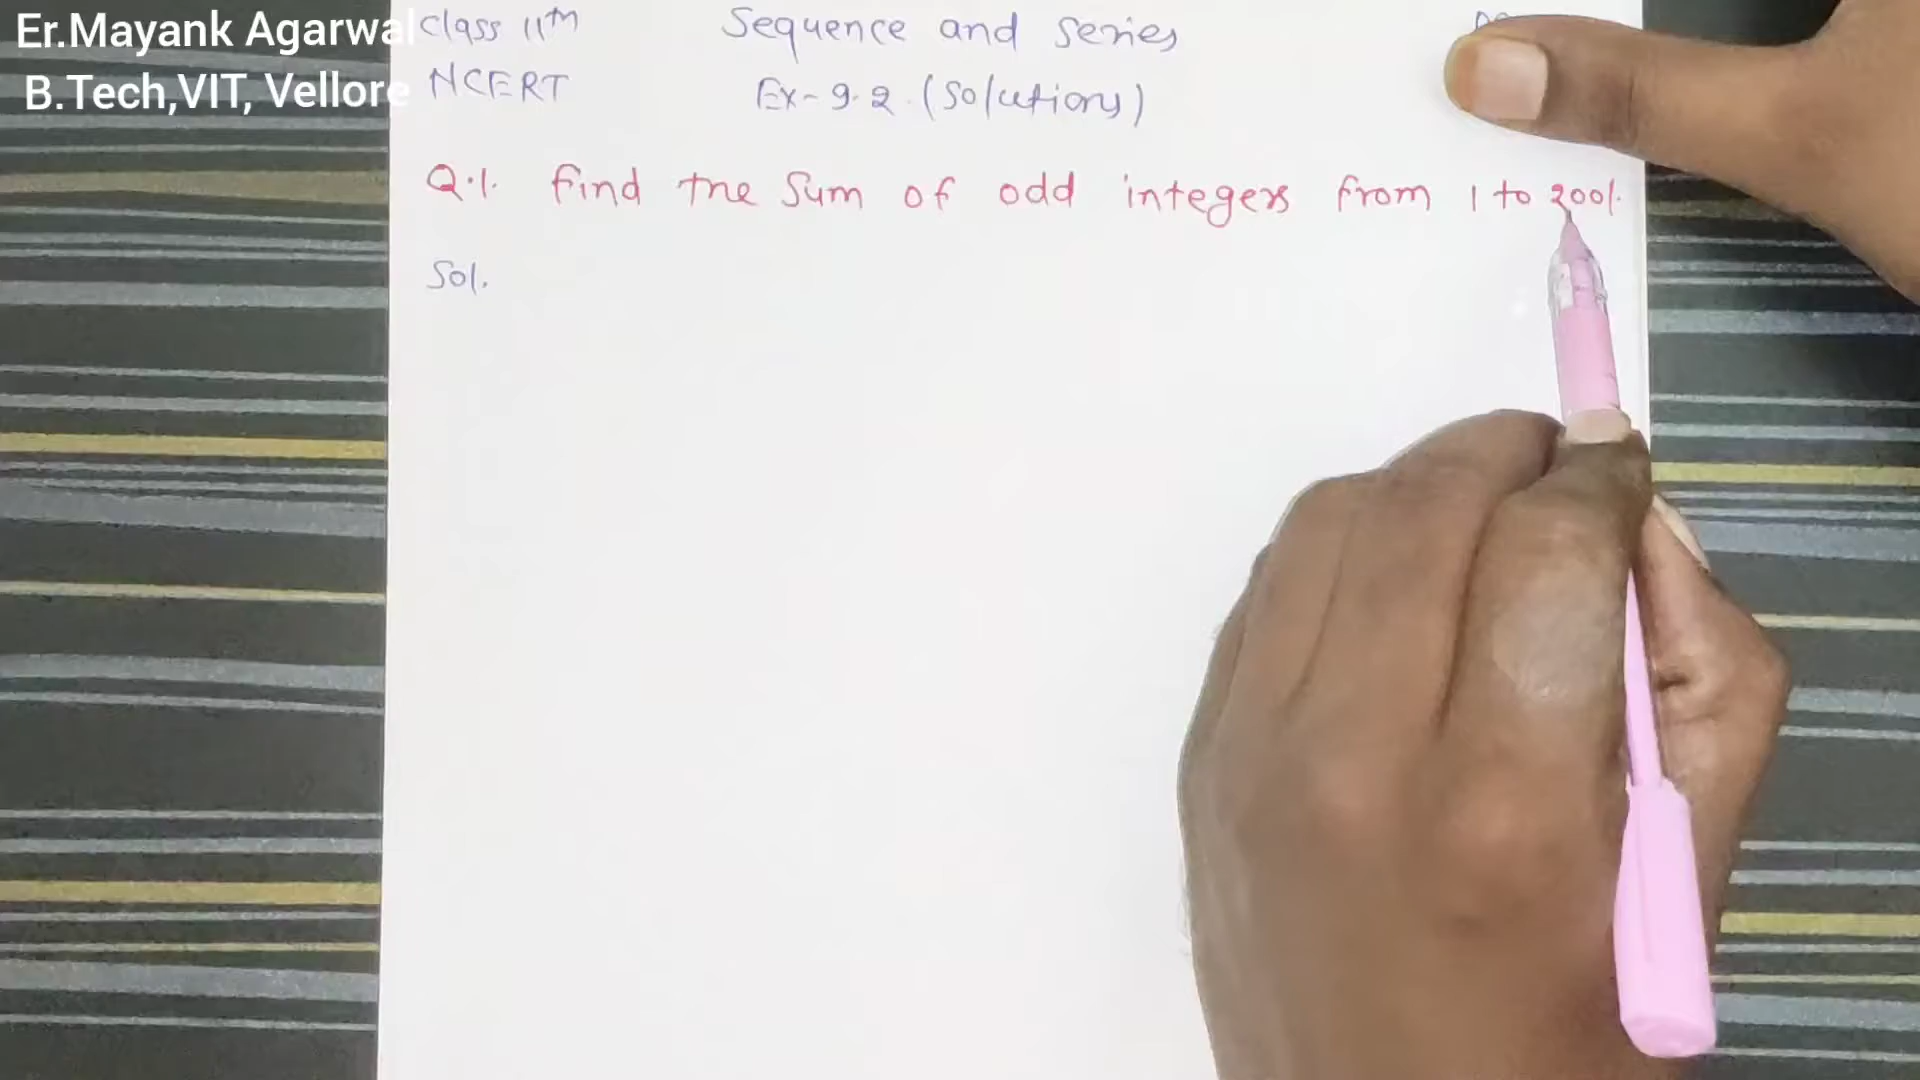 Er.Mayank Agarwal
B.Tech,VIT, Vellore
Class 11th
Sequence and series
NCERT
Ex-9.2. (Solutions)
Q.1. Find the Sum of odd integers from 1 to 2001.
Sol.